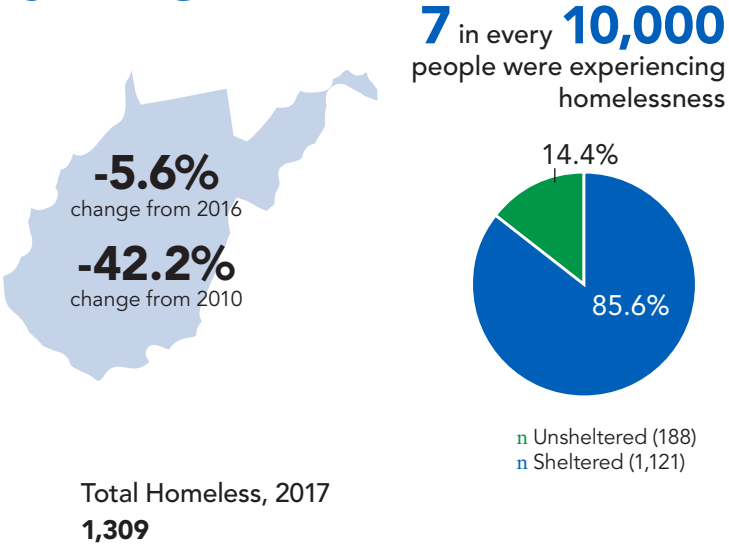 7 in every 10,000
people were experiencing
homelessness
-5.6%
change from 2016
-42.2%
change from 2010
14.4%
85.6%
n Unsheltered (188)
n Sheltered (1,121)
Total Homeless, 2017
1,309